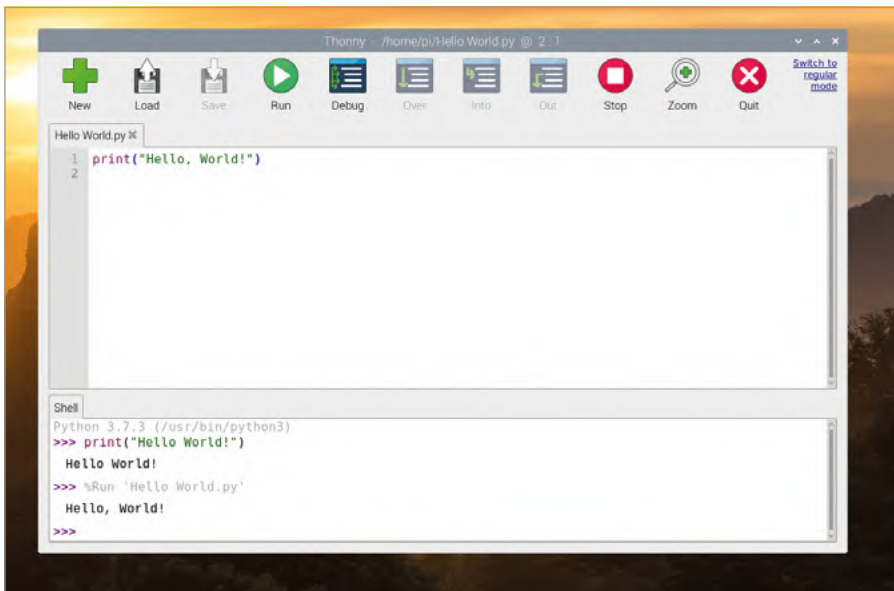 Thonny - /home/pi/Hello World.py @ 2 : 1
New Load Save Run Debug Over Into Out Stop Zoom Quit Switch to
regular
mode
Hello World.py
1 print("Hello, World!")
2
Shell
Python 3.7.3 (/usr/bin/python3)
>>> print("Hello World!")
Hello World!
>>> %Run 'Hello World.py'
Hello, World!
>>>